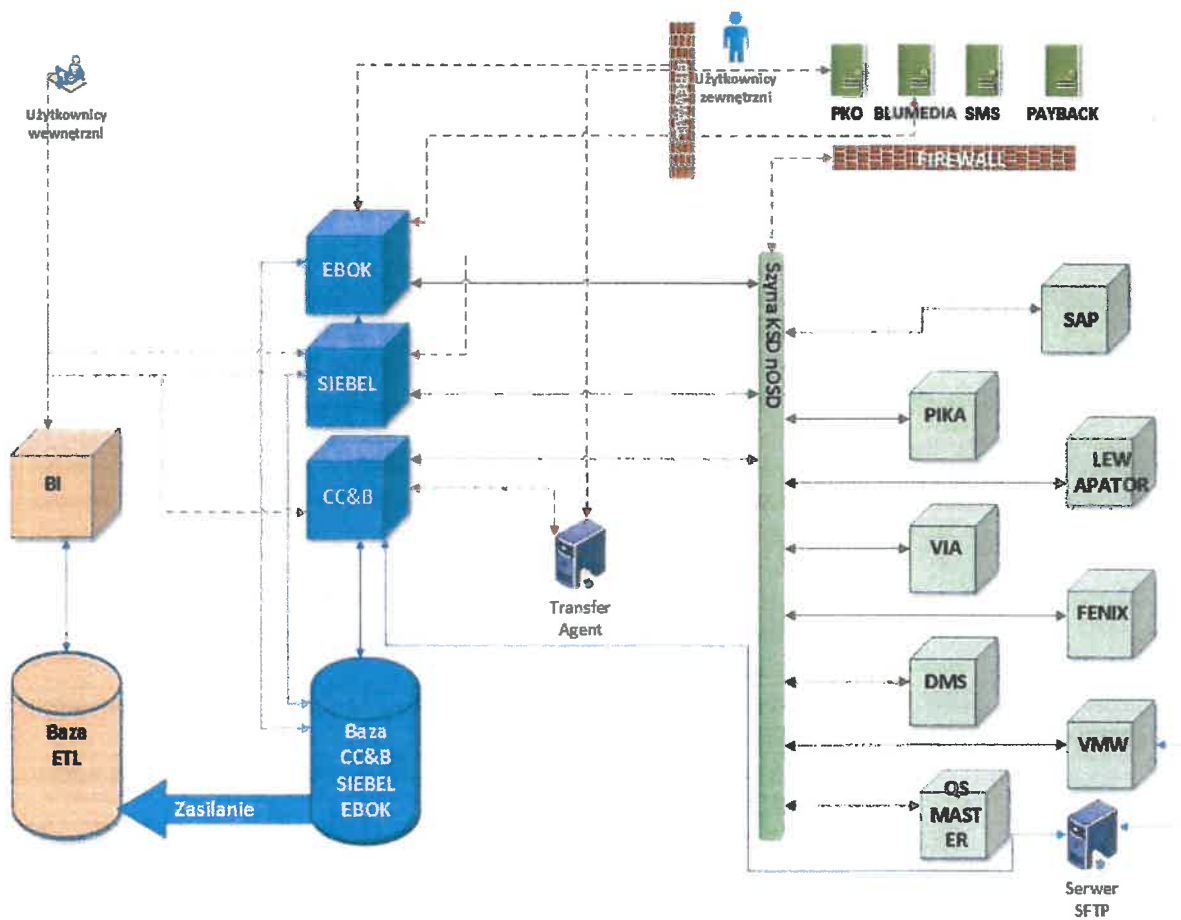 Użytkownicy
wewnętrzni
Użytkownicy
zewnętrzni
FIREWALL
PKO BLUMEDIA SMS PAYBACK
FIREWALL
EBOK
SIEBEL
CC&B
BI
Szyna KSD nOSD
SAP
PIKA
LEW
APATOR
VIA
FENIX
DMS
VMW
QS
MAST
ER
Transfer
Agent
Baza
ETL
Zasilanie
Baza
CC&B
SIEBEL
EBOK
Serwer
SFTP